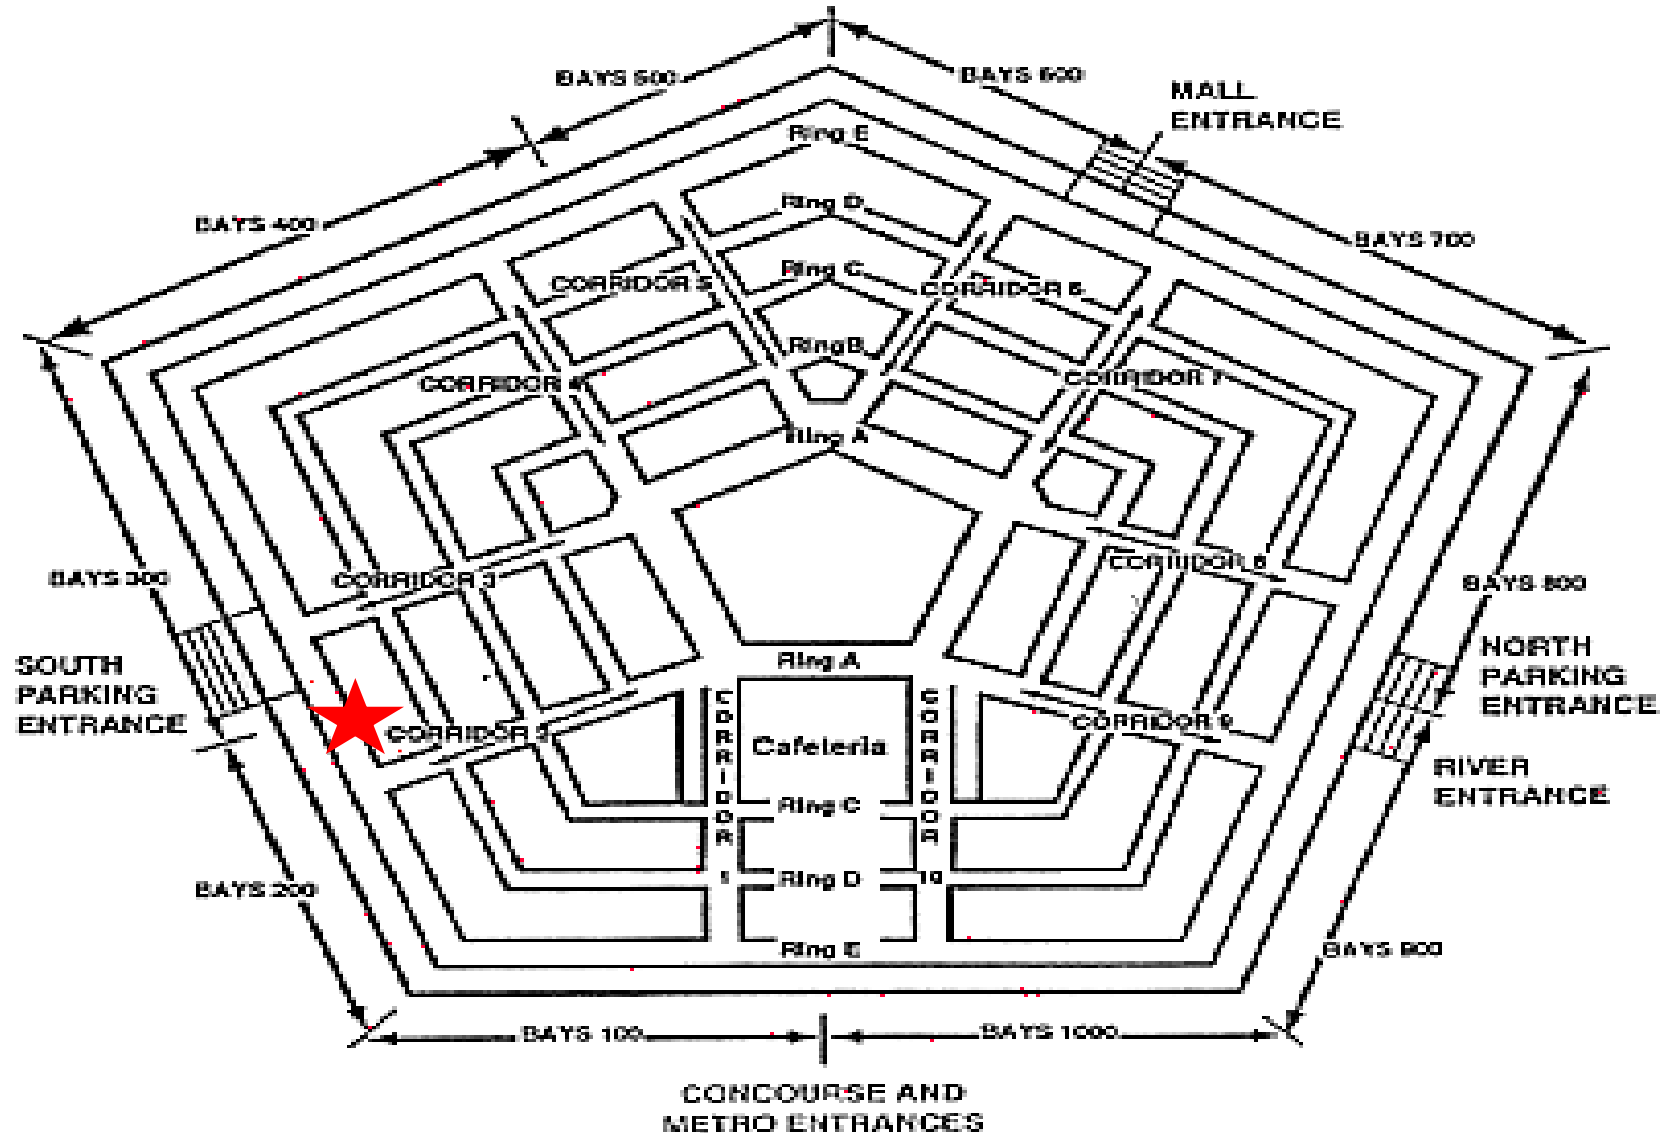 BAYS 500
BAYS 600
MALL
ENTRANCE
Ring E
BAYS 400
Ring D
BAYS 700
Ring C
CORRIDOR 5
CORRIDOR 6
Ring B
CORRIDOR 4
CORRIDOR 7
Ring A
CORRIDOR 3
CORRIDOR 8
BAYS 300
BAYS 800
SOUTH
PARKING
ENTRANCE
NORTH
PARKING
ENTRANCE
Ring A
CORRIDOR 2
CORRIDOR 1
Cafeteria
CORRIDOR 10
CORRIDOR 9
RIVER
ENTRANCE
Ring C
Ring D
BAYS 200
Ring E
BAYS 900
BAYS 100
BAYS 1000
CONCOURSE AND
METRO ENTRANCES